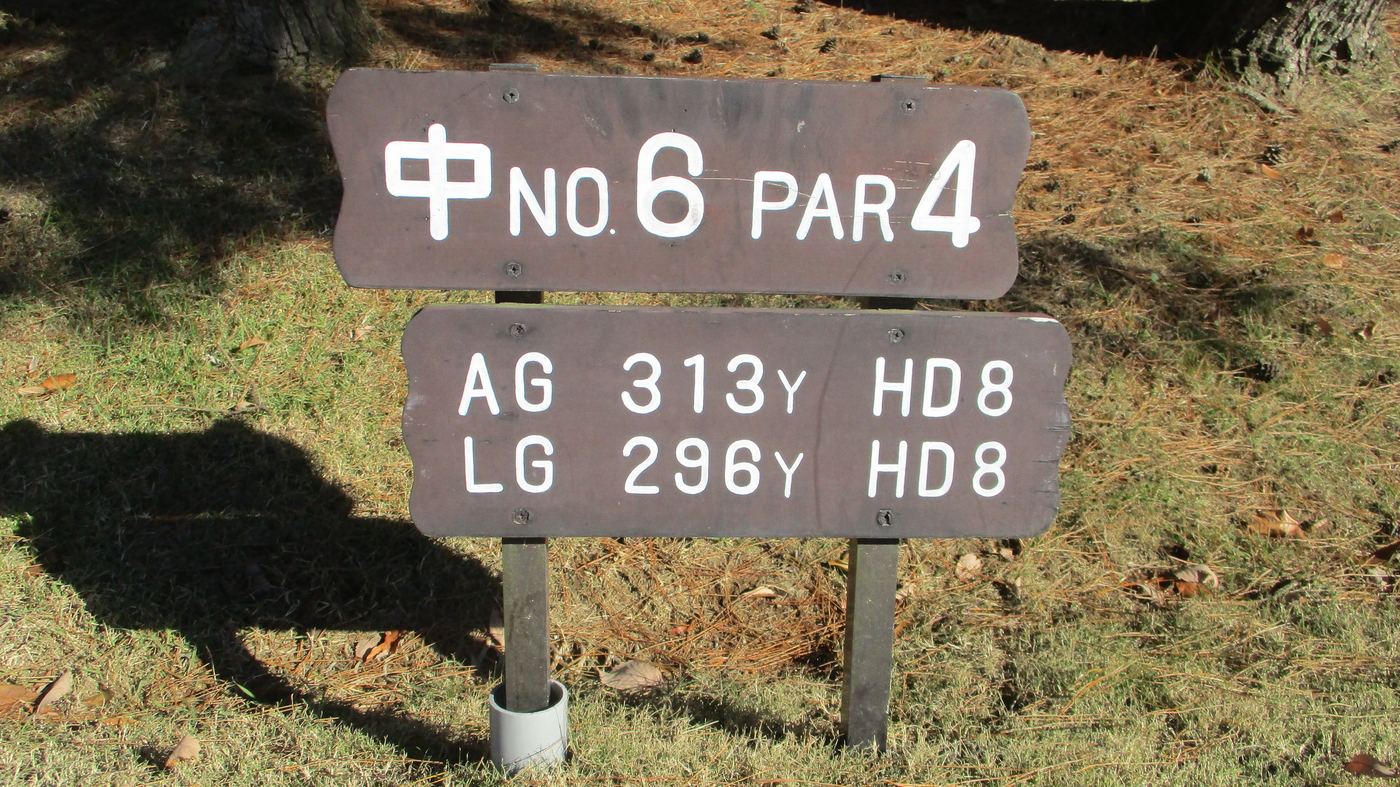 中 NO. 6 PAR 4
AG 313Y HD8
LG 296Y HD8